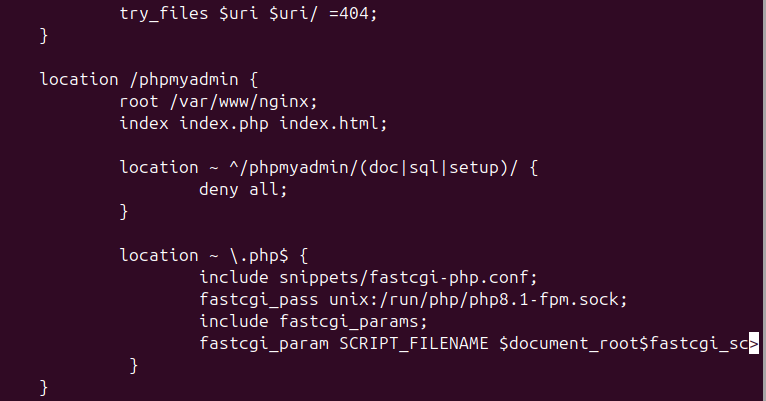 try_files $uri $uri/ =404;
}
location /phpmyadmin {
root /var/www/nginx;
index index.php index.html;
location ~ ^/phpmyadmin/(doc|sql|setup)/ {
deny all;
}
location ~ \.php$ {
include snippets/fastcgi-php.conf;
fastcgi_pass unix:/run/php/php8.1-fpm.sock;
include fastcgi_params;
fastcgi_param SCRIPT_FILENAME $document_root$fastcgi_sc>
}
}